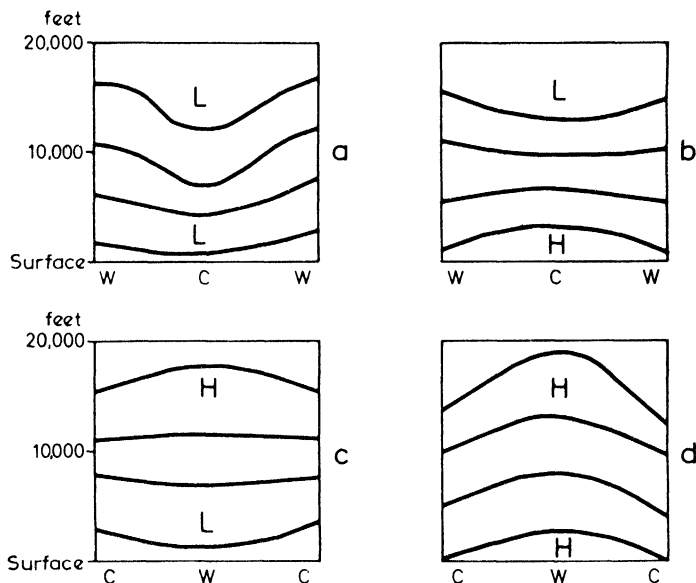 feet
20,000
L
L
10,000
a
b
L
H
Surface
W C W
W C W
feet
20,000
H
H
10,000
c
d
L
H
Surface
C W C
C W C